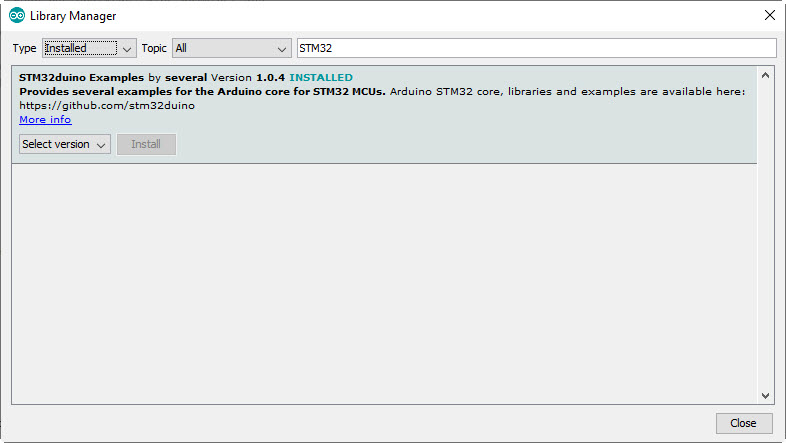 Library Manager
Type Installed Topic All STM32
STM32duino Examples by several Version 1.0.4 INSTALLED
Provides several examples for the Arduino core for STM32 MCUs. Arduino STM32 core, libraries and examples are available here:
https://github.com/stm32duino
More info
Select version Install
Close